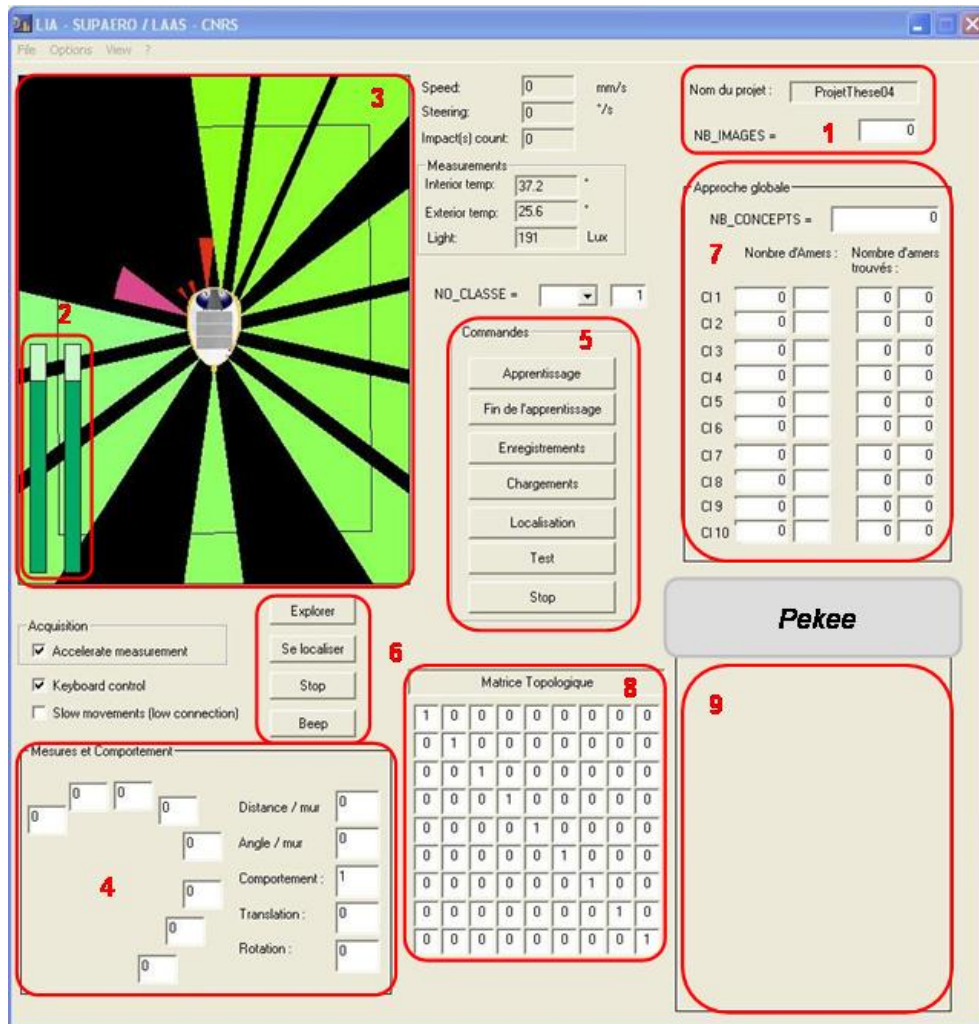 LIA - SUPAERO / LAAS - CNRS
File Options View ?
3
2
Speed: 0 mm/s
Steering: 0 °/s
Impact(s) count: 0
Measurements
Interior temp: 37.2 °
Exterior temp: 25.6 °
Light: 191 Lux
NO_CLASSE = 1
Nom du projet : ProjetThese04
NB_IMAGES = 0
1
Approche globale
NB_CONCEPTS = 0
7
Nonbre d'Amers : Nombre d'amers
trouvés :
Cl 1 0 0 0
Cl 2 0 0 0
Cl 3 0 0 0
Cl 4 0 0 0
Cl 5 0 0 0
Cl 6 0 0 0
Cl 7 0 0 0
Cl 8 0 0 0
Cl 9 0 0 0
Cl 10 0 0 0
Commandes
5
Apprentissage
Fin de l'apprentissage
Enregistrements
Chargements
Localisation
Test
Stop
Pekee
9
Acquisition
Accelerate measurement
Keyboard control
Slow movements (low connection)
Explorer
Se localiser
Stop
Beep
6
Mesures et Comportement
0 0 0 0 0 0 0 0
4
Distance / mur 0
Angle / mur 0
Comportement : 1
Translation : 0
Rotation : 0
Matrice Topologique
8
1 0 0 0 0 0 0 0 0
0 1 0 0 0 0 0 0 0
0 0 1 0 0 0 0 0 0
0 0 0 1 0 0 0 0 0
0 0 0 0 1 0 0 0 0
0 0 0 0 0 1 0 0 0
0 0 0 0 0 0 1 0 0
0 0 0 0 0 0 0 1 0
0 0 0 0 0 0 0 0 1